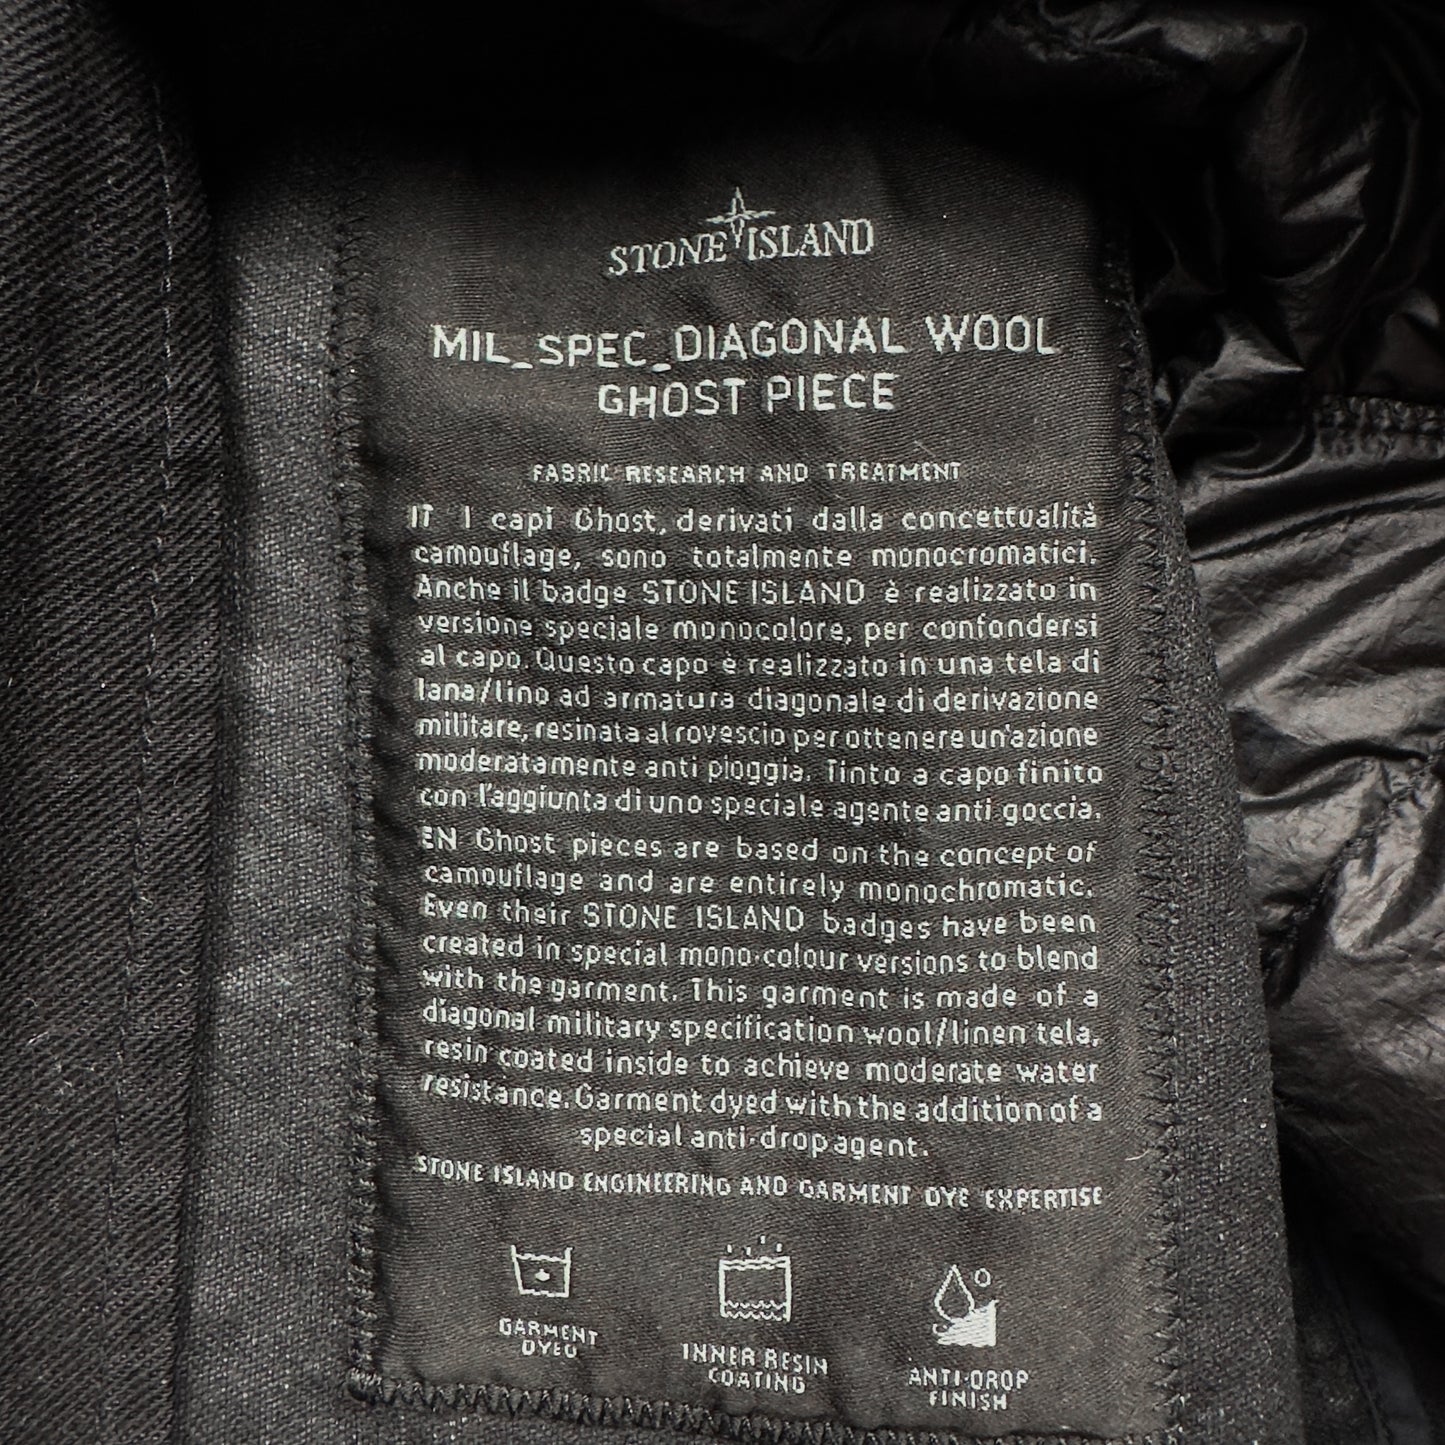 STONE ISLAND
MIL_SPEC_DIAGONAL WOOL
GHOST PIECE
FABRIC RESEARCH AND TREATMENT
IT I capi Ghost, derivati dalla concettualità
camouflage, sono totalmente monocromatici.
Anche il badge STONE ISLAND è realizzato in
versione speciale monocolore, per confondersi
al capo. Questo capo è realizzato in una tela di
lana/lino ad armatura diagonale di derivazione
militare, resinata al rovescio per ottenere un'azione
moderatamente anti pioggia. Tinto a capo finito
con l'aggiunta di uno speciale agente anti goccia.
EN Ghost pieces are based on the concept of
camouflage and are entirely monochromatic.
Even their STONE ISLAND badges have been
created in special mono-colour versions to blend
with the garment. This garment is made of a
diagonal military specification wool/linen tela,
resin coated inside to achieve moderate water
resistance. Garment dyed with the addition of a
special anti-drop agent.
STONE ISLAND ENGINEERING AND GARMENT DYE EXPERTISE
GARMENT
DYED
INNER RESIN
COATING
ANTI-DROP
FINISH